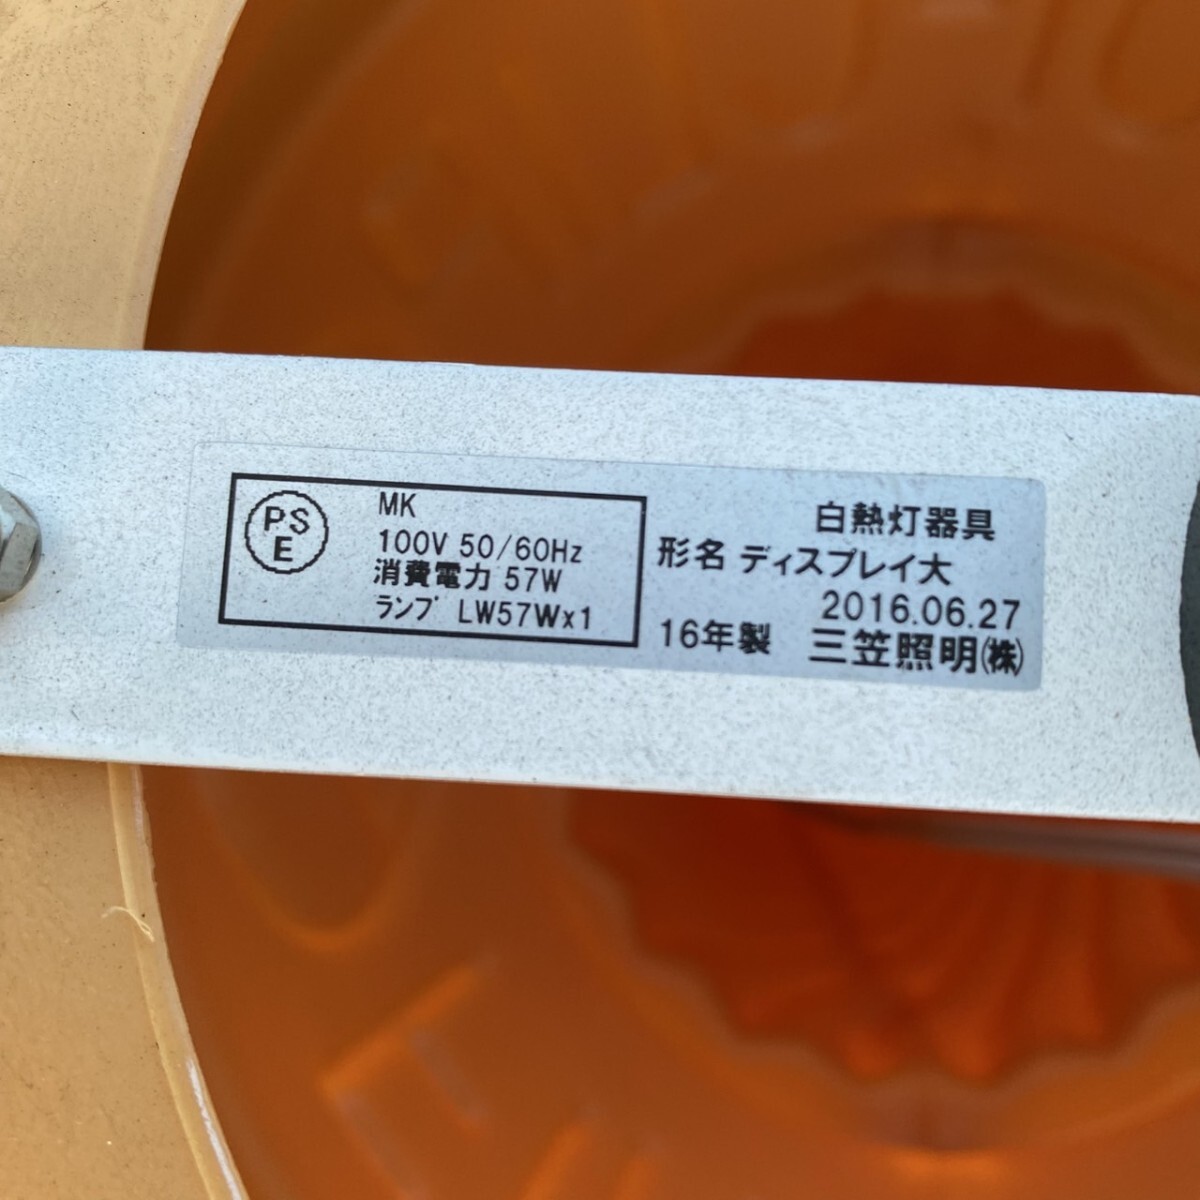 PS
E
MK
100V 50/60Hz
消費電力 57W
ランプ LW57Wx1
白熱灯器具
形名 ディスプレイ大
2016.06.27
16年製 三笠照明(株)